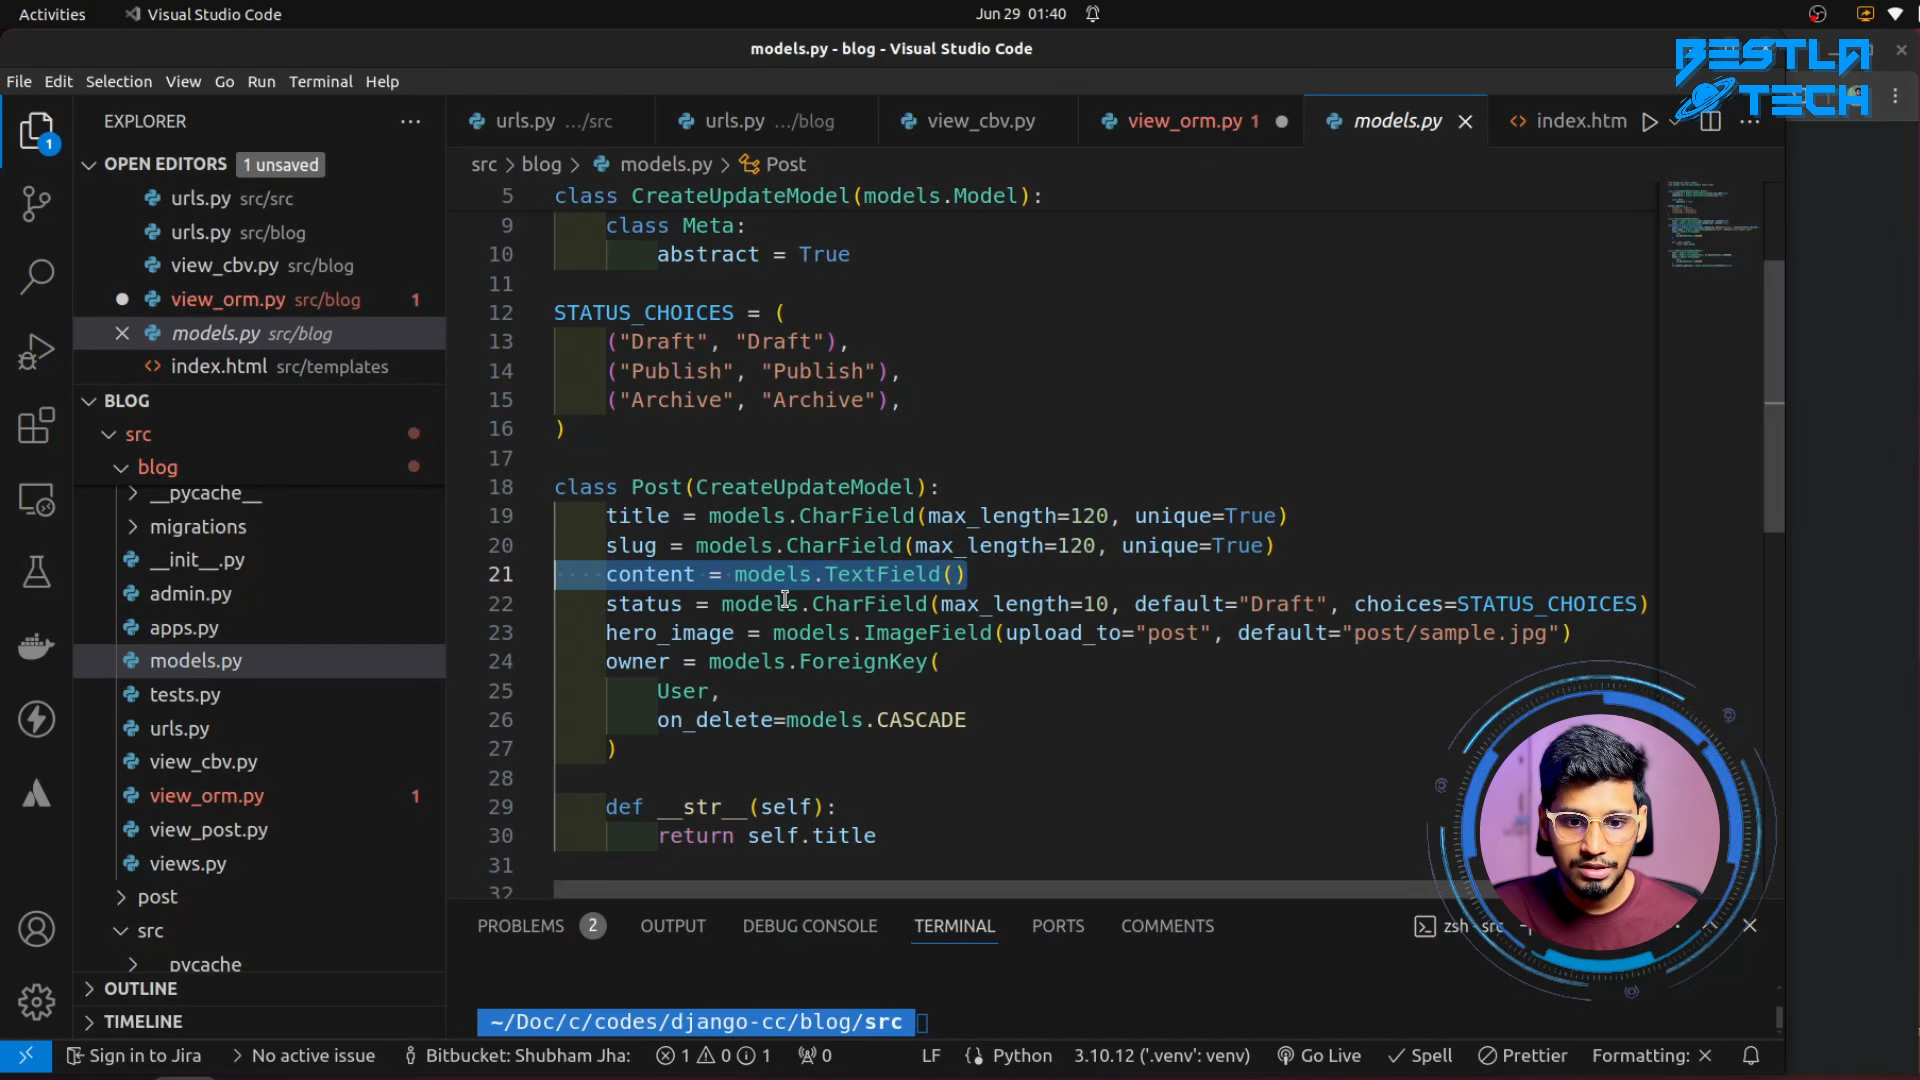 Activities
Visual Studio Code
Jun 29 01:40
models.py - blog - Visual Studio Code
BESTLA
TECH
File Edit Selection View Go Run Terminal Help
EXPLORER
OPEN EDITORS 1 unsaved
urls.py src/src
urls.py src/blog
view_cbv.py src/blog
view_orm.py src/blog 1
models.py src/blog
index.html src/templates
BLOG
src
blog
__pycache__
migrations
__init__.py
admin.py
apps.py
models.py
tests.py
urls.py
view_cbv.py
view_orm.py 1
view_post.py
views.py
post
src
pycache
OUTLINE
TIMELINE
1
urls.py .../src
urls.py .../blog
view_cbv.py
view_orm.py 1
models.py
index.htm
src > blog > models.py > Post
5 class CreateUpdateModel(models.Model):
9 class Meta:
10 abstract = True
11
12 STATUS_CHOICES = (
13 ("Draft", "Draft"),
14 ("Publish", "Publish"),
15 ("Archive", "Archive"),
16 )
17
18 class Post(CreateUpdateModel):
19 title = models.CharField(max_length=120, unique=True)
20 slug = models.CharField(max_length=120, unique=True)
21 content = models.TextField()
22 status = models.CharField(max_length=10, default="Draft", choices=STATUS_CHOICES)
23 hero_image = models.ImageField(upload_to="post", default="post/sample.jpg")
24 owner = models.ForeignKey(
25 User,
26 on_delete=models.CASCADE
27 )
28
29 def __str__(self):
30 return self.title
31
32
PROBLEMS 2 OUTPUT DEBUG CONSOLE TERMINAL PORTS COMMENTS
zsh - src
~/Doc/c/codes/django-cc/blog/src
Sign in to Jira
No active issue
Bitbucket: Shubham Jha:
1 0 1
0
LF
Python
3.10.12 ('.venv': venv)
Go Live
Spell
Prettier
Formatting: